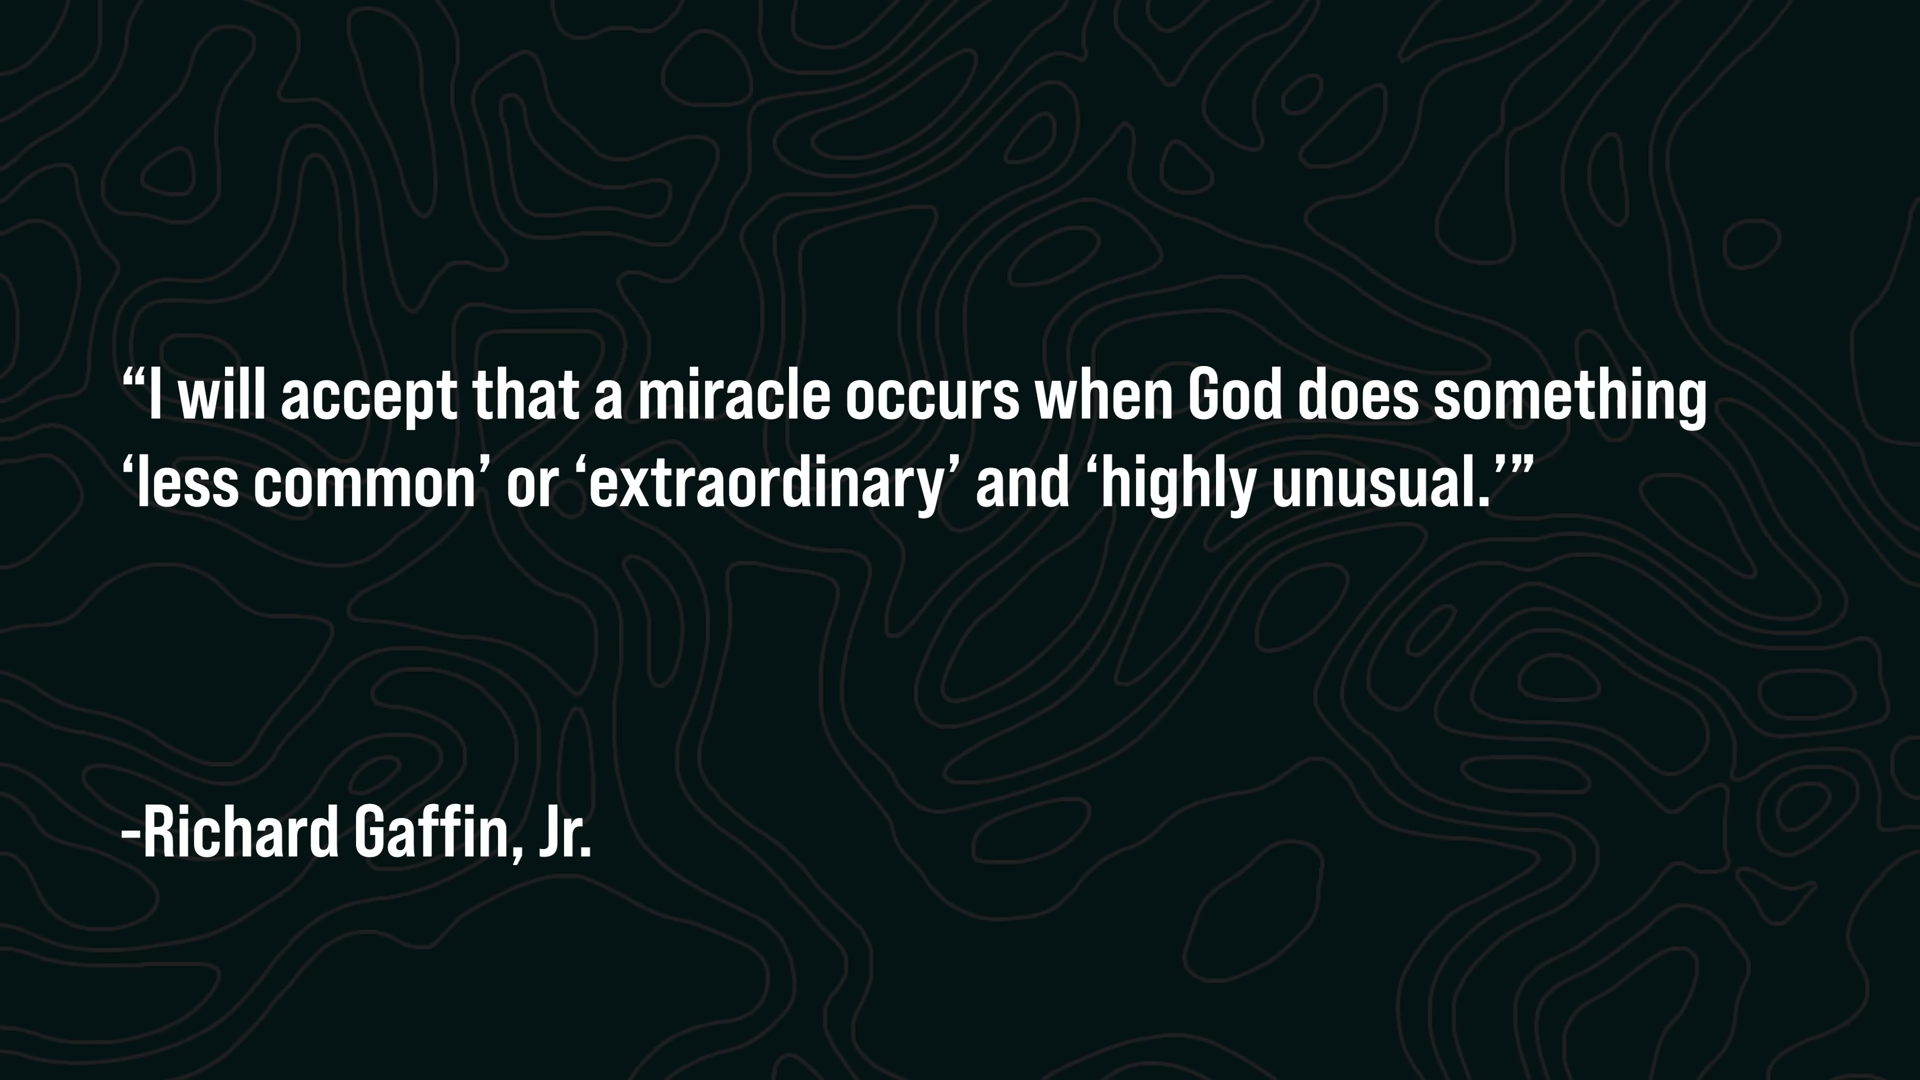 “I will accept that a miracle occurs when God does something
‘less common’ or ‘extraordinary’ and ‘highly unusual.’”
-Richard Gaffin, Jr.